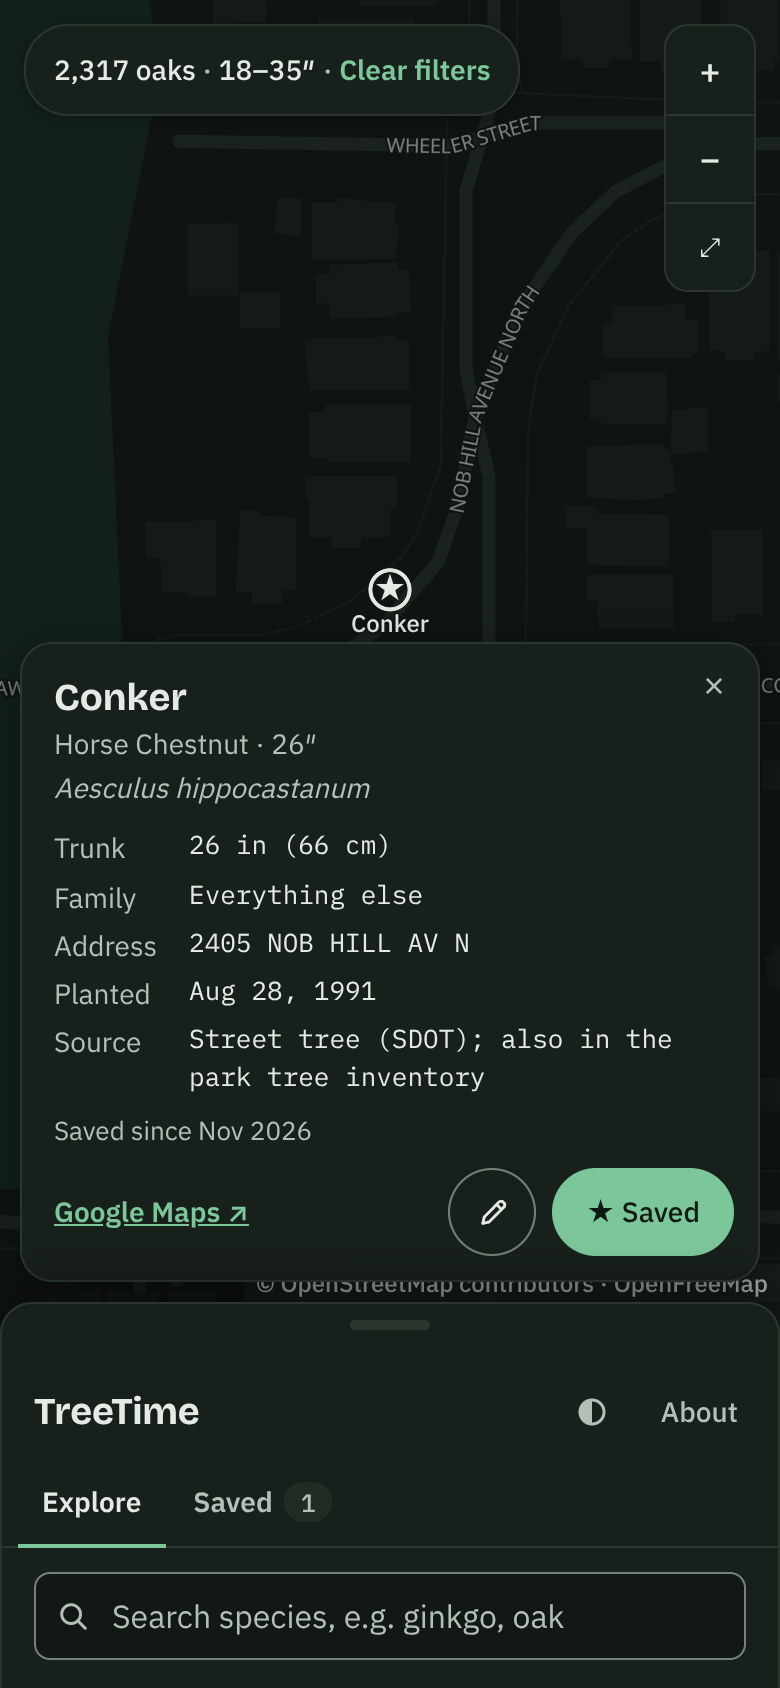 2,317 oaks · 18–35″ · Clear filters
+
−
WHEELER STREET
NOB HILL AVENUE NORTH
Conker
Conker
×
Horse Chestnut · 26″
Aesculus hippocastanum
Trunk 26 in (66 cm)
Family Everything else
Address 2405 NOB HILL AV N
Planted Aug 28, 1991
Source Street tree (SDOT); also in the
park tree inventory
Saved since Nov 2026
Google Maps ↗
★ Saved
© OpenStreetMap contributors · OpenFreeMap
TreeTime
About
Explore
Saved 1
Search species, e.g. ginkgo, oak